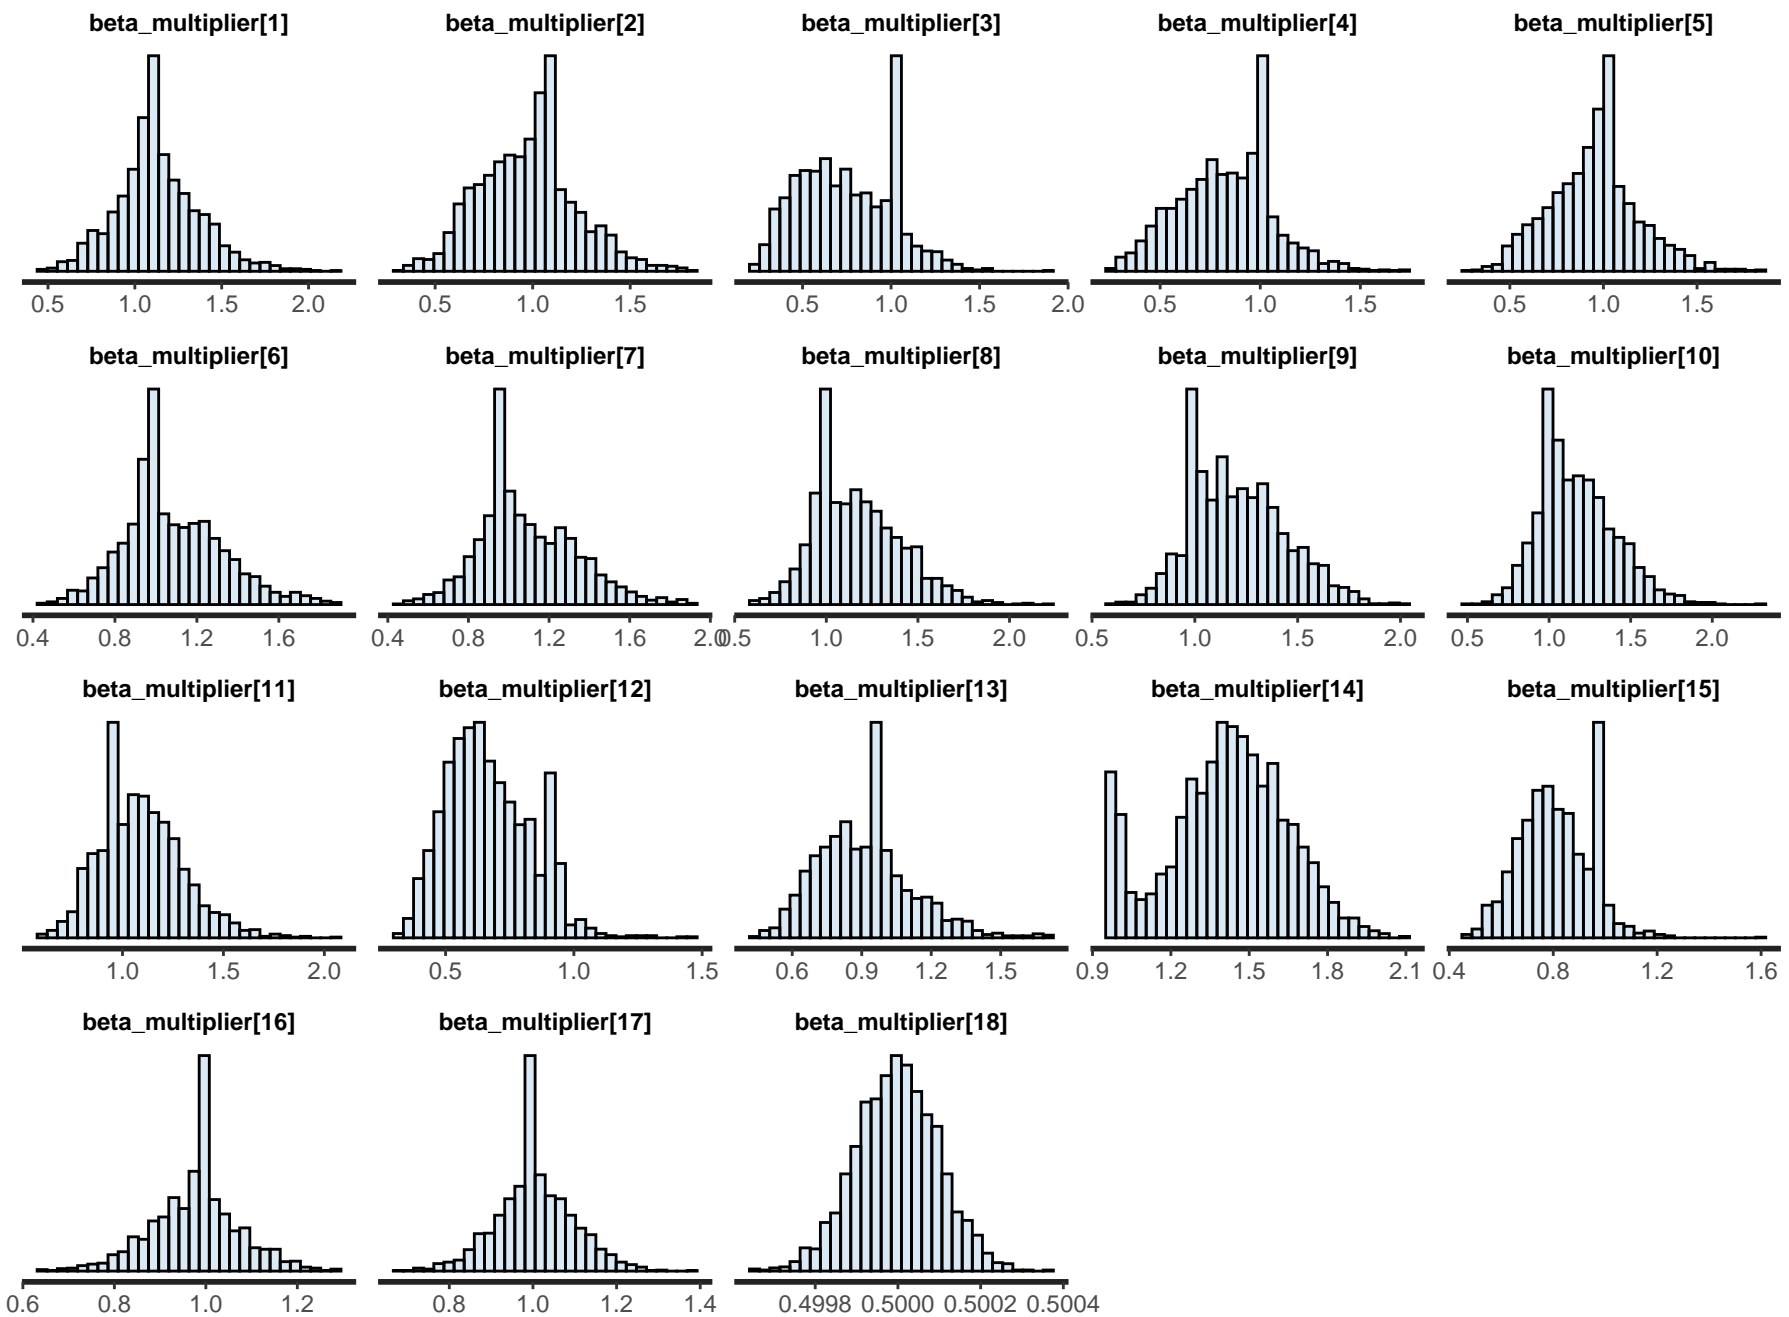 beta_multiplier[1] beta_multiplier[2] beta_multiplier[3] beta_multiplier[4] beta_multiplier[5]
0.5 1.0 1.5 2.0 0.5 1.0 1.5 0.5 1.0 1.5 2.0 0.5 1.0 1.5 0.5 1.0 1.5
beta_multiplier[6] beta_multiplier[7] beta_multiplier[8] beta_multiplier[9] beta_multiplier[10]
0.4 0.8 1.2 1.6 0.4 0.8 1.2 1.6 2.0 0.5 1.0 1.5 2.0 0.5 1.0 1.5 2.0 0.5 1.0 1.5 2.0
beta_multiplier[11] beta_multiplier[12] beta_multiplier[13] beta_multiplier[14] beta_multiplier[15]
1.0 1.5 2.0 0.5 1.0 1.5 0.6 0.9 1.2 1.5 0.9 1.2 1.5 1.8 2.1 0.4 0.8 1.2 1.6
beta_multiplier[16] beta_multiplier[17] beta_multiplier[18]
0.6 0.8 1.0 1.2 0.8 1.0 1.2 1.4 0.4998 0.5000 0.5002 0.5004